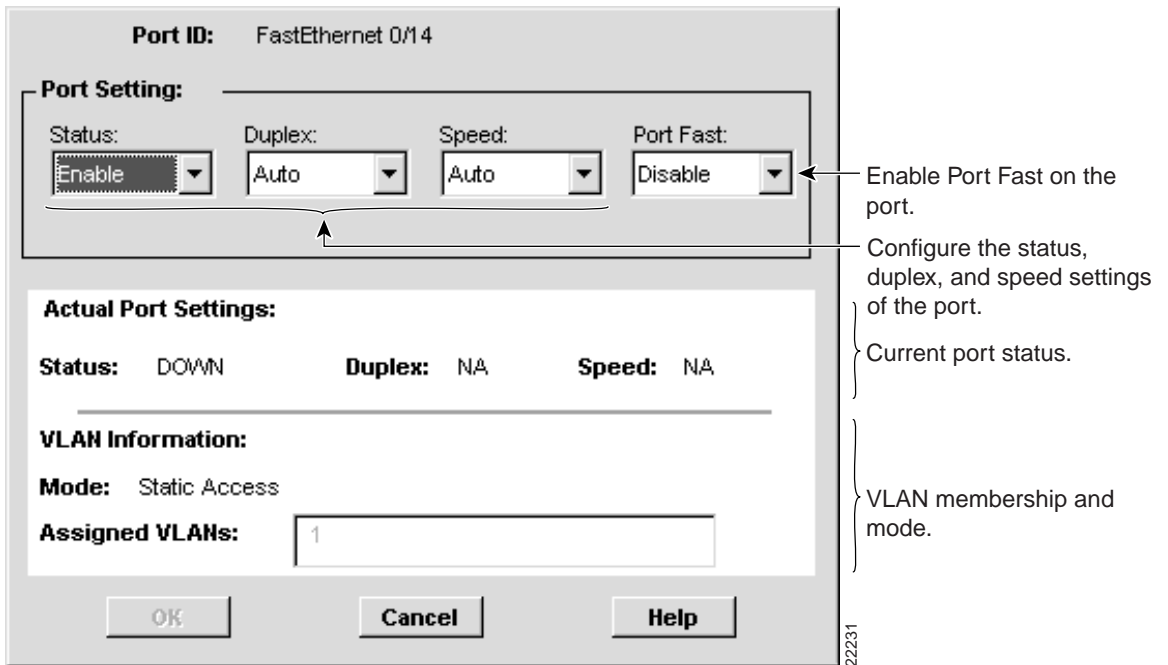 Port ID: FastEthernet 0/14
Port Setting:
Status: Duplex: Speed: Port Fast:
Enable Auto Auto Disable
Enable Port Fast on the
port.
Configure the status,
duplex, and speed settings
of the port.
Actual Port Settings:
Status: DOWN Duplex: NA Speed: NA
Current port status.
VLAN Information:
Mode: Static Access
Assigned VLANs: 1
VLAN membership and
mode.
OK Cancel Help
22231